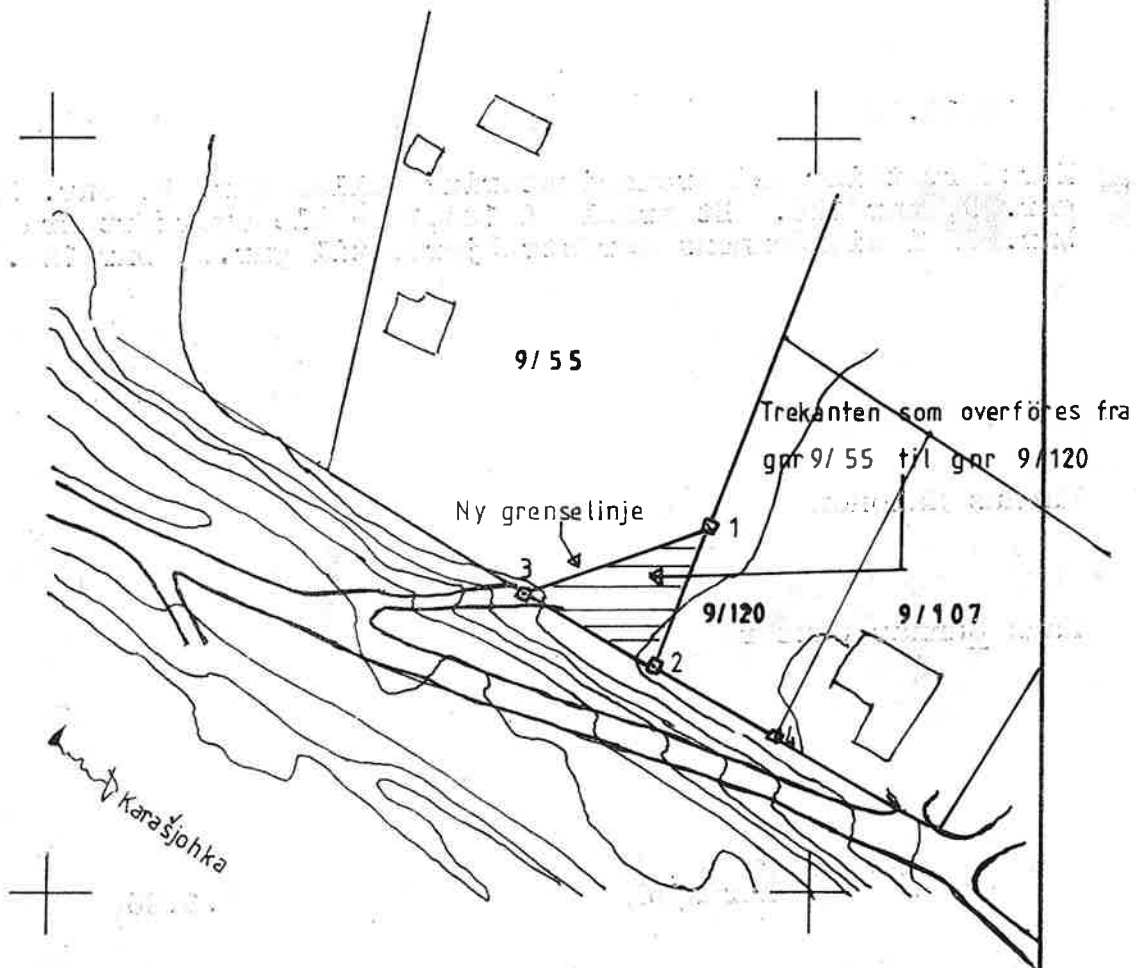 9/55
Trekanten som overföres fra
gnr 9/55 til gnr 9/120
Ny grenselinje
1
3
9/120
9/107
2
4
Karašjohka